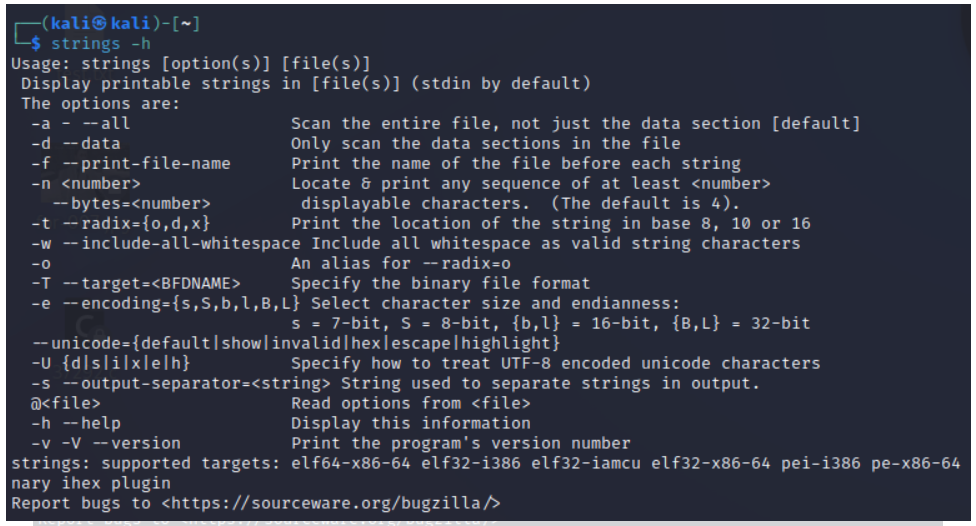 ┌──(kali㉿kali)-[~]
└─$ strings -h
Usage: strings [option(s)] [file(s)]
 Display printable strings in [file(s)] (stdin by default)
 The options are:
  -a - --all                Scan the entire file, not just the data section [default]
  -d --data                 Only scan the data sections in the file
  -f --print-file-name      Print the name of the file before each string
  -n <number>               Locate & print any sequence of at least <number>
    --bytes=<number>         displayable characters.  (The default is 4).
  -t --radix={o,d,x}        Print the location of the string in base 8, 10 or 16
  -w --include-all-whitespace Include all whitespace as valid string characters
  -o                        An alias for --radix=o
  -T --target=<BFDNAME>     Specify the binary file format
  -e --encoding={s,S,b,l,B,L} Select character size and endianness:
                            s = 7-bit, S = 8-bit, {b,l} = 16-bit, {B,L} = 32-bit
  --unicode={default|show|invalid|hex|escape|highlight}
  -U {d|s|i|x|e|h}          Specify how to treat UTF-8 encoded unicode characters
  -s --output-separator=<string> String used to separate strings in output.
  @<file>                   Read options from <file>
  -h --help                 Display this information
  -v -V --version           Print the program's version number
strings: supported targets: elf64-x86-64 elf32-i386 elf32-iamcu elf32-x86-64 pei-i386 pe-x86-64
nary ihex plugin
Report bugs to <https://sourceware.org/bugzilla/>